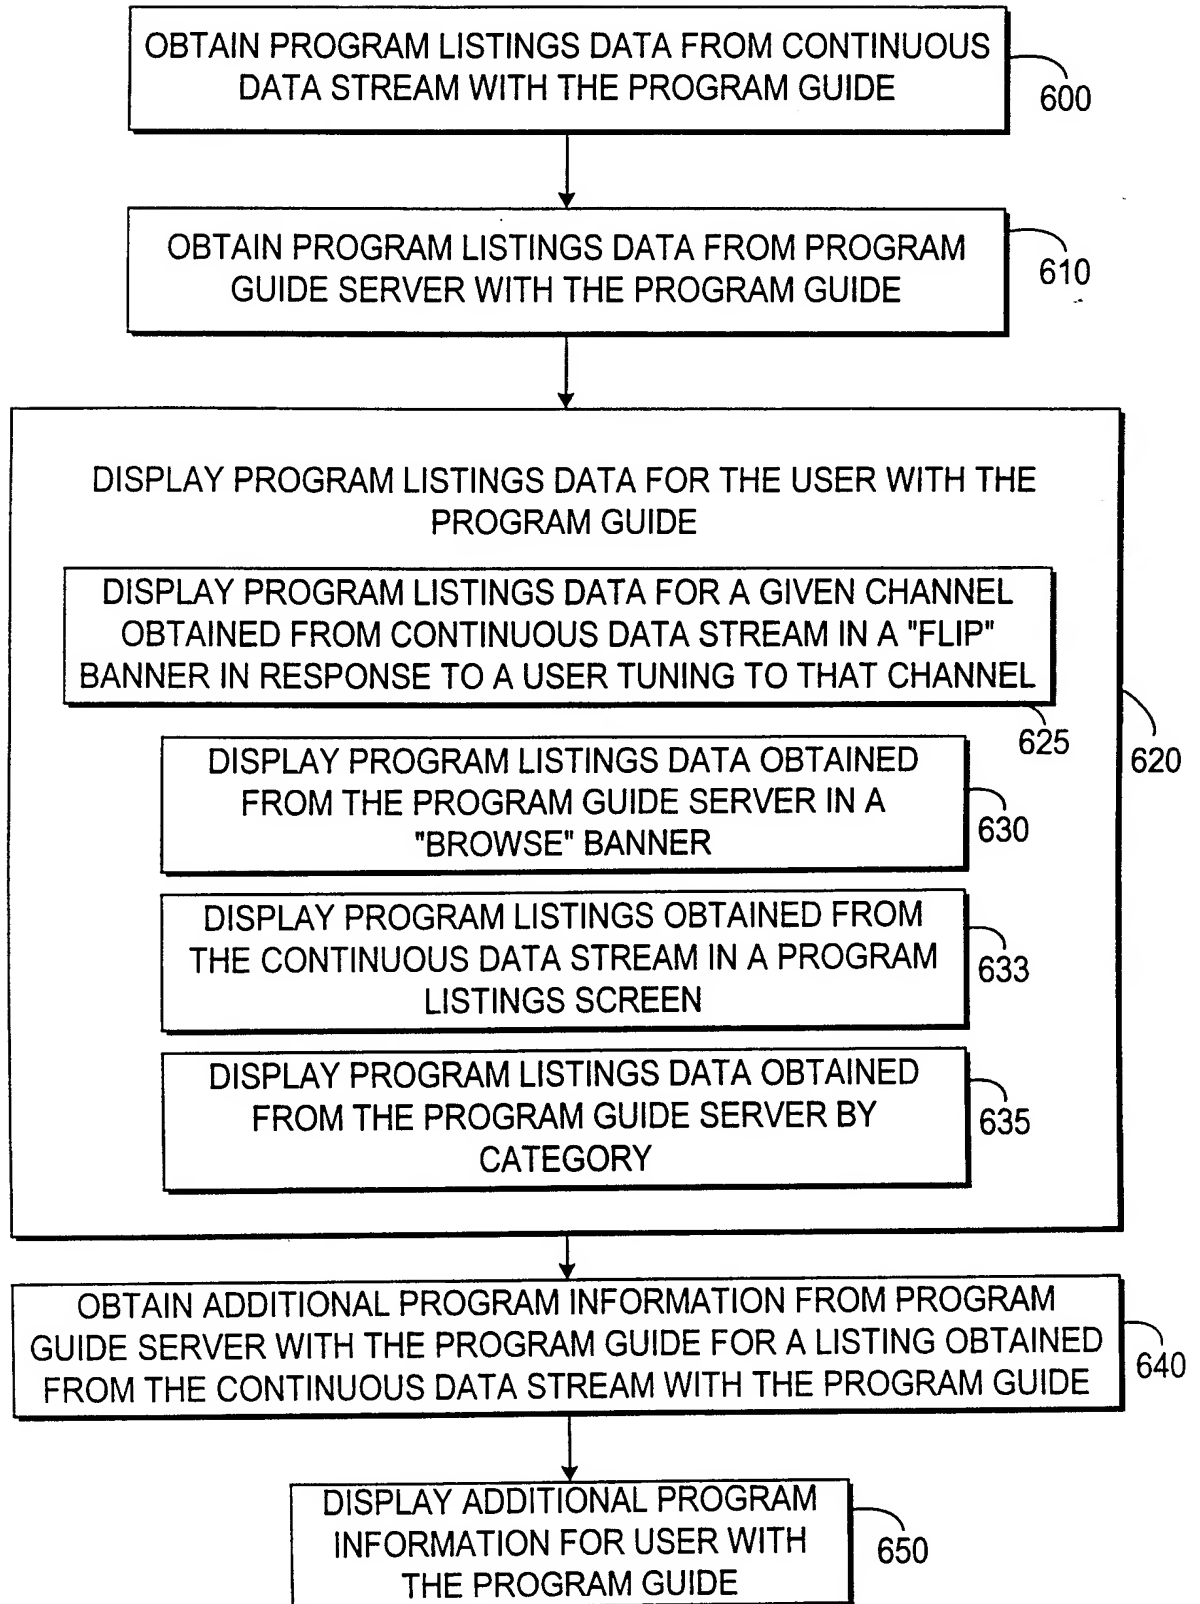 OBTAIN PROGRAM LISTINGS DATA FROM CONTINUOUS
DATA STREAM WITH THE PROGRAM GUIDE
600
OBTAIN PROGRAM LISTINGS DATA FROM PROGRAM
GUIDE SERVER WITH THE PROGRAM GUIDE
610
DISPLAY PROGRAM LISTINGS DATA FOR THE USER WITH THE
PROGRAM GUIDE
DISPLAY PROGRAM LISTINGS DATA FOR A GIVEN CHANNEL
OBTAINED FROM CONTINUOUS DATA STREAM IN A "FLIP"
BANNER IN RESPONSE TO A USER TUNING TO THAT CHANNEL
625
620
DISPLAY PROGRAM LISTINGS DATA OBTAINED
FROM THE PROGRAM GUIDE SERVER IN A
"BROWSE" BANNER
630
DISPLAY PROGRAM LISTINGS OBTAINED FROM
THE CONTINUOUS DATA STREAM IN A PROGRAM
LISTINGS SCREEN
633
DISPLAY PROGRAM LISTINGS DATA OBTAINED
FROM THE PROGRAM GUIDE SERVER BY
CATEGORY
635
OBTAIN ADDITIONAL PROGRAM INFORMATION FROM PROGRAM
GUIDE SERVER WITH THE PROGRAM GUIDE FOR A LISTING OBTAINED
FROM THE CONTINUOUS DATA STREAM WITH THE PROGRAM GUIDE
640
DISPLAY ADDITIONAL PROGRAM
INFORMATION FOR USER WITH
THE PROGRAM GUIDE
650